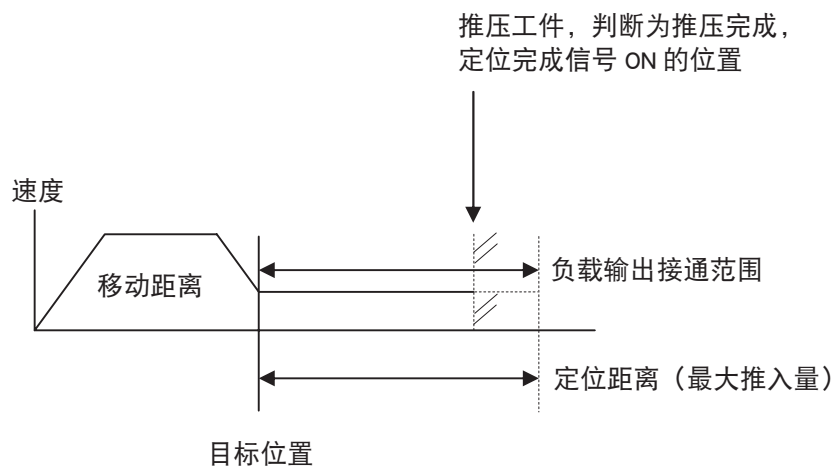 推压工件，判断为推压完成，
定位完成信号 ON 的位置
速度
移动距离
负载输出接通范围
定位距离（最大推入量）
目标位置